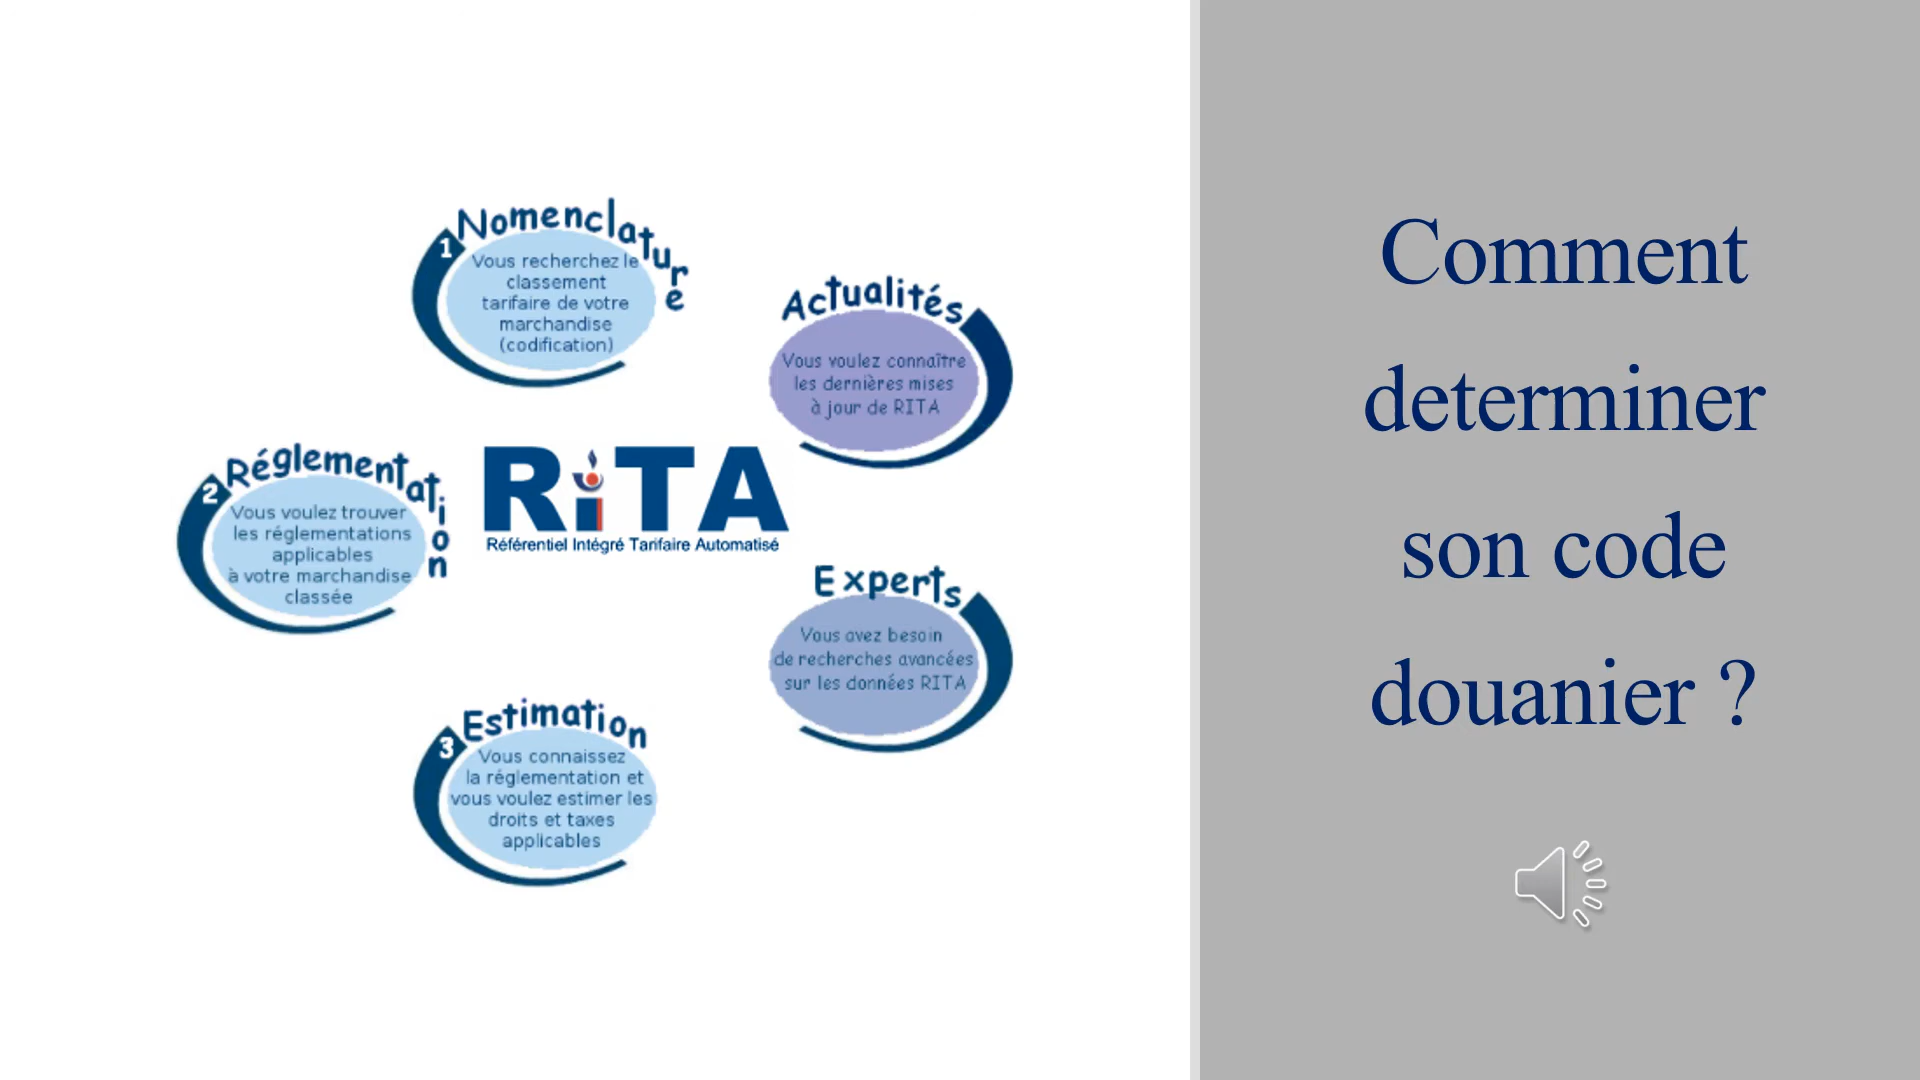 1 Nomenclature
Vous recherchez le
classement
tarifaire de votre
marchandise
(codification)
Actualités
Vous voulez connaître
les dernières mises
à jour de RITA
2 Réglementation
Vous voulez trouver
les réglementations
applicables
à votre marchandise
classée
RiTA
Référentiel Intégré Tarifaire Automatisé
Experts
Vous avez besoin
de recherches avancées
sur les données RITA
3 Estimation
Vous connaissez
la réglementation et
vous voulez estimer les
droits et taxes
applicables
Comment
determiner
son code
douanier ?